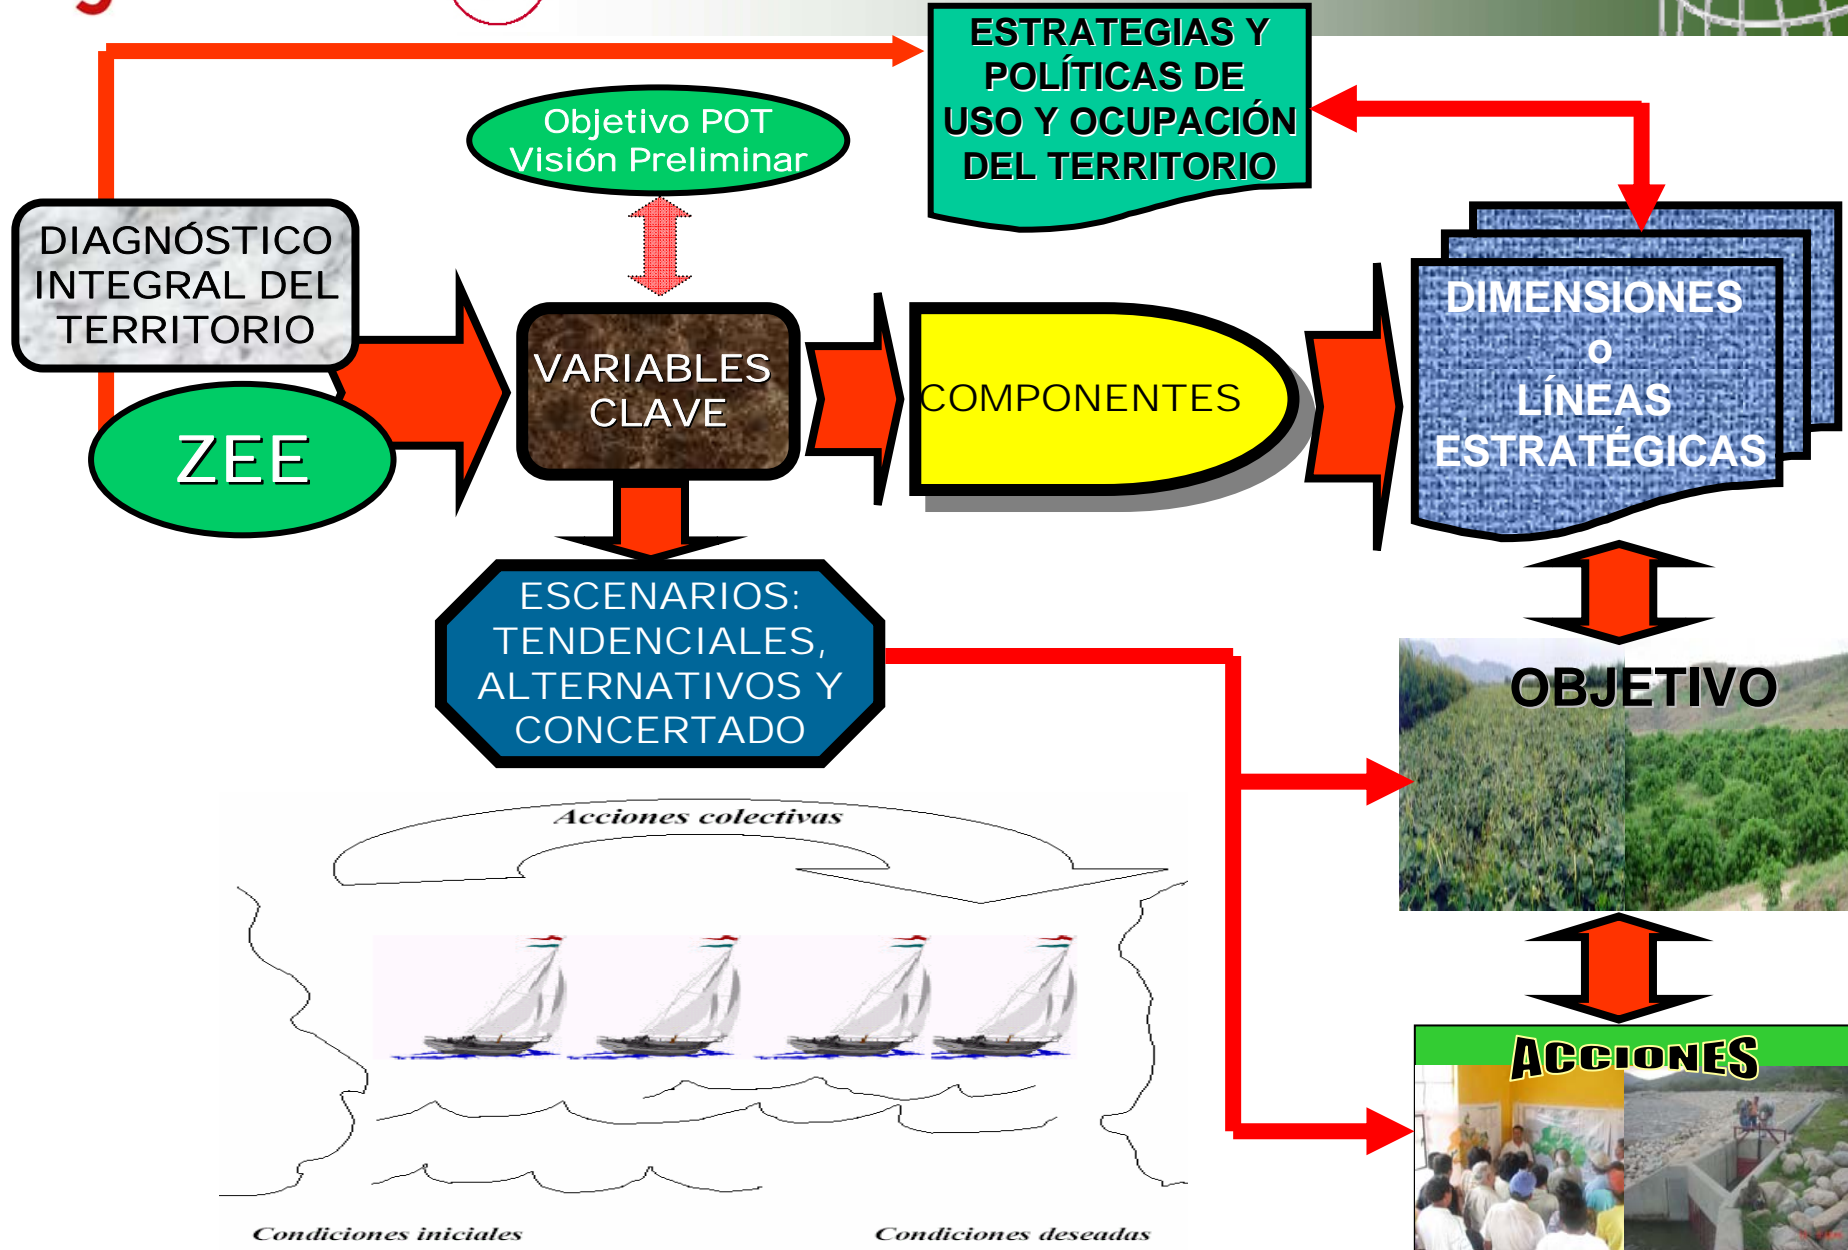 ESTRATEGIAS Y
POLÍTICAS DE
USO Y OCUPACIÓN
DEL TERRITORIO
Objetivo POT
Visión Preliminar
DIAGNÓSTICO
INTEGRAL DEL
TERRITORIO
ZEE
VARIABLES
CLAVE
COMPONENTES
DIMENSIONES
o
LÍNEAS
ESTRATÉGICAS
ESCENARIOS:
TENDENCIALES,
ALTERNATIVOS Y
CONCERTADO
OBJETIVO
Acciones colectivas
ACCIONES
Condiciones iniciales
Condiciones deseadas